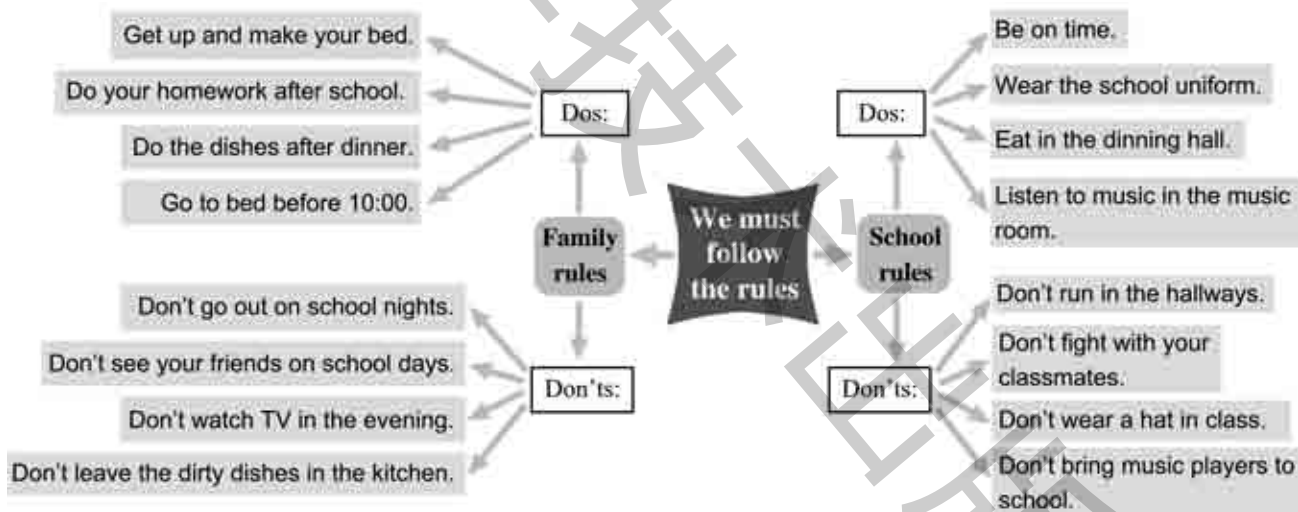 Get up and make your bed.
Do your homework after school.
Do the dishes after dinner.
Go to bed before 10:00.
Dos:
Family
rules
Don't go out on school nights.
Don't see your friends on school days.
Don't watch TV in the evening.
Don't leave the dirty dishes in the kitchen.
Don'ts:
We must
follow
the rules
School
rules
Dos:
Be on time.
Wear the school uniform.
Eat in the dinning hall.
Listen to music in the music
room.
Don'ts:
Don't run in the hallways.
Don't fight with your
classmates.
Don't wear a hat in class.
Don't bring music players to
school.